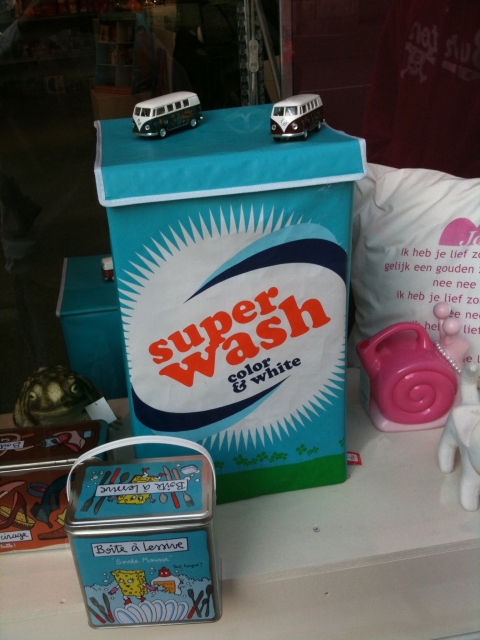 super
wash
color
& white
Ik heb je lief zo
gelijk een gouden
nee nee
Ik heb je lief zo
Boîte à lessive
Boîte à lessive